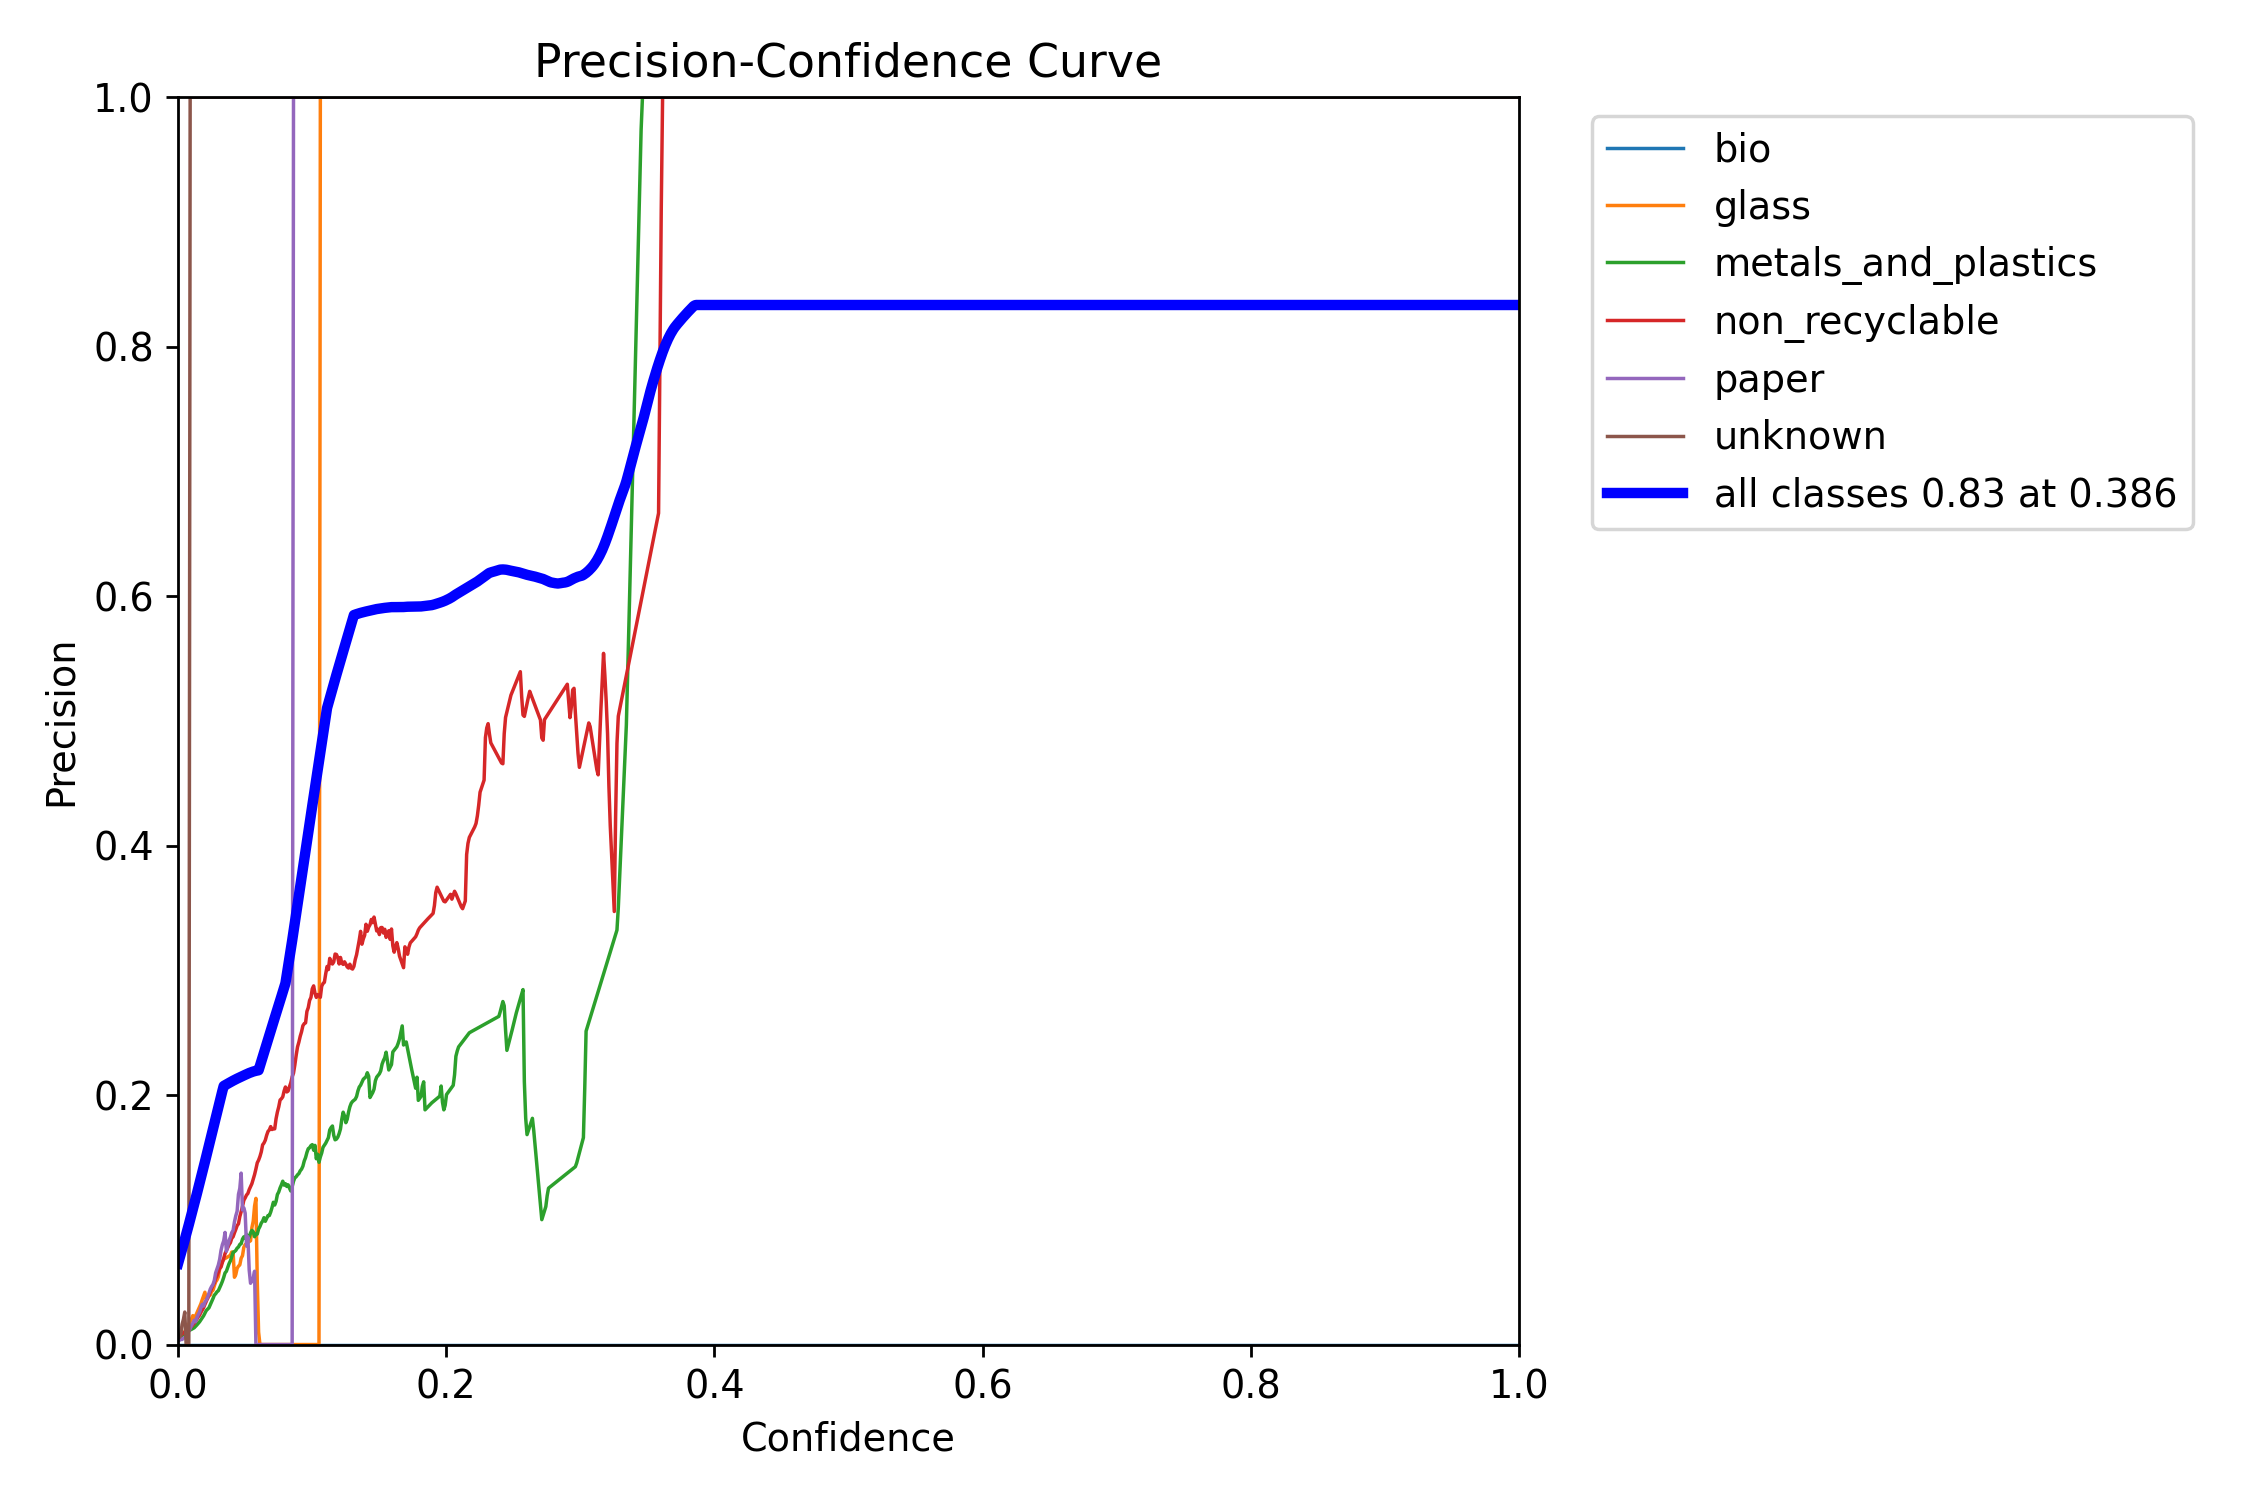 Precision-Confidence Curve
1.0
0.8
0.6
0.4
0.2
0.0
Precision
0.0 0.2 0.4 0.6 0.8 1.0
Confidence
bio
glass
metals_and_plastics
non_recyclable
paper
unknown
all classes 0.83 at 0.386